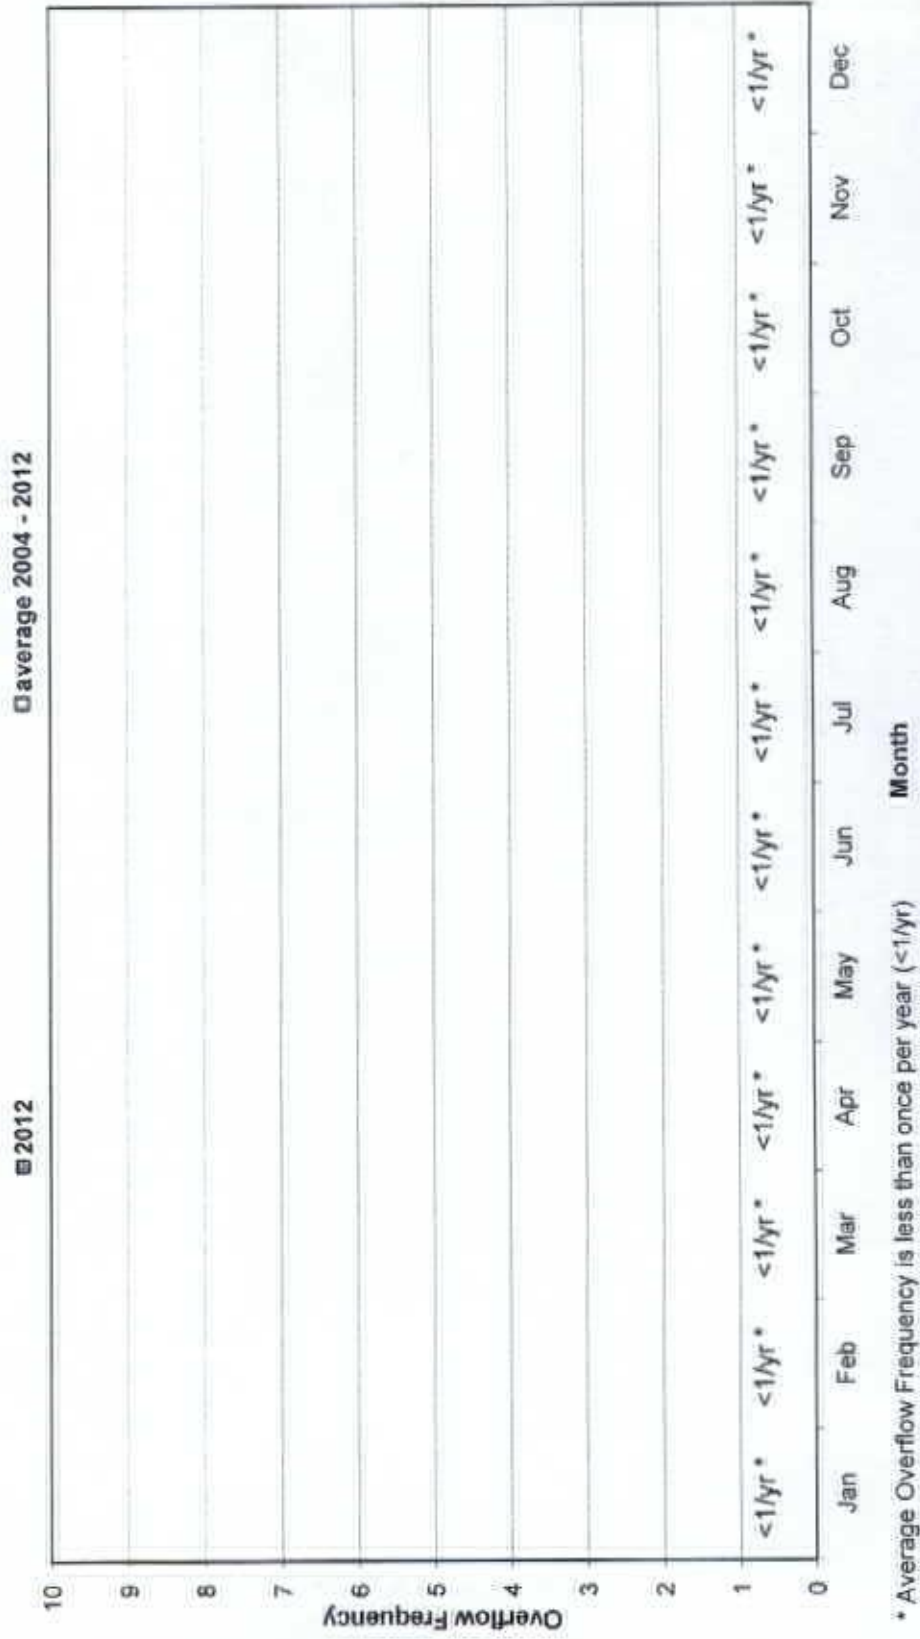 2012
average 2004 - 2012
Overflow Frequency
10
9
8
7
6
5
4
3
2
1
0
<1/yr * <1/yr * <1/yr * <1/yr * <1/yr * <1/yr * <1/yr * <1/yr * <1/yr * <1/yr * <1/yr * <1/yr *
Jan Feb Mar Apr May Jun Jul Aug Sep Oct Nov Dec
Month
* Average Overflow Frequency is less than once per year (<1/yr)